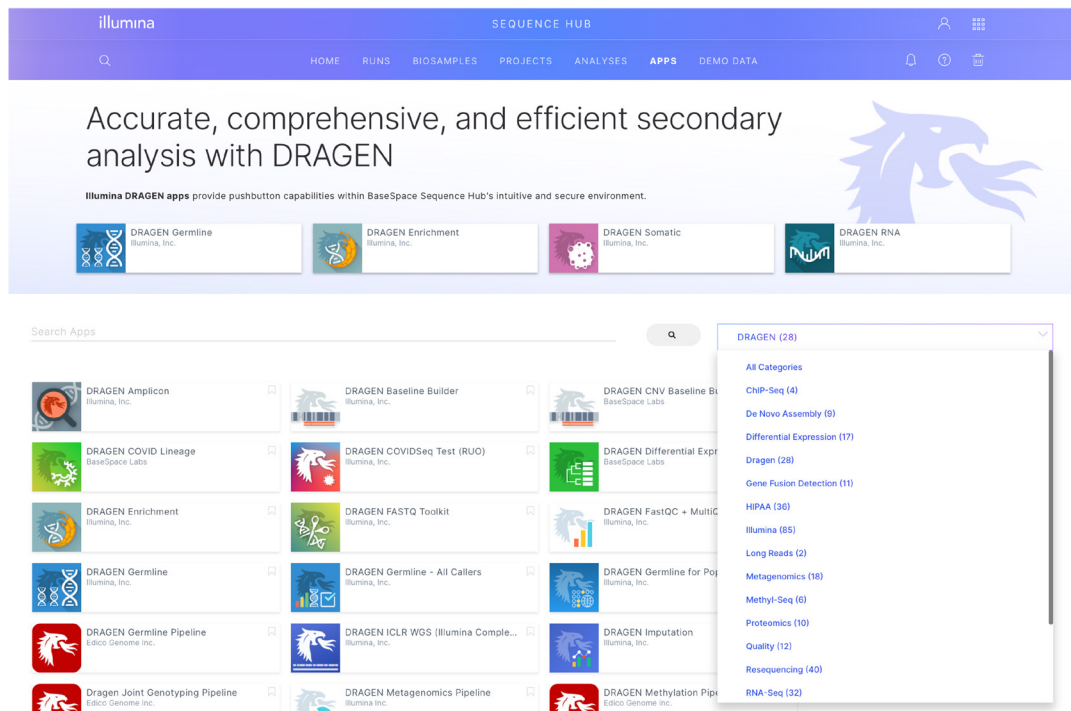 illumina
SEQUENCE HUB
HOME RUNS BIOSAMPLES PROJECTS ANALYSES APPS DEMO DATA
Accurate, comprehensive, and efficient secondary
analysis with DRAGEN
Illumina DRAGEN apps provide pushbutton capabilities within BaseSpace Sequence Hub's intuitive and secure environment.
DRAGEN Germline
Illumina, Inc.
DRAGEN Enrichment
Illumina, Inc.
DRAGEN Somatic
Illumina, Inc.
DRAGEN RNA
Illumina, Inc.
Search Apps
DRAGEN (28)
All Categories
ChIP-Seq (4)
De Novo Assembly (9)
Differential Expression (17)
Dragen (28)
Gene Fusion Detection (11)
HIPAA (36)
Illumina (85)
Long Reads (2)
Metagenomics (18)
Methyl-Seq (6)
Proteomics (10)
Quality (12)
Resequencing (40)
RNA-Seq (32)
DRAGEN Amplicon
Illumina, Inc.
DRAGEN Baseline Builder
Illumina, Inc.
DRAGEN CNV Baseline Bu
BaseSpace Labs
DRAGEN COVID Lineage
BaseSpace Labs
DRAGEN COVIDSeq Test (RUO)
Illumina, Inc.
DRAGEN Differential Expr
BaseSpace Labs
DRAGEN Enrichment
Illumina, Inc.
DRAGEN FASTQ Toolkit
Illumina, Inc.
DRAGEN FastQC + MultiQ
Illumina, Inc.
DRAGEN Germline
Illumina, Inc.
DRAGEN Germline - All Callers
Illumina, Inc.
DRAGEN Germline for Pop
Illumina, Inc.
DRAGEN Germline Pipeline
Edico Genome Inc.
DRAGEN ICLR WGS (Illumina Comple...
Illumina, Inc.
DRAGEN Imputation
Illumina, Inc.
Dragen Joint Genotyping Pipeline
Edico Genome Inc.
DRAGEN Metagenomics Pipeline
Illumina Inc.
DRAGEN Methylation Pipe
Edico Genome Inc.